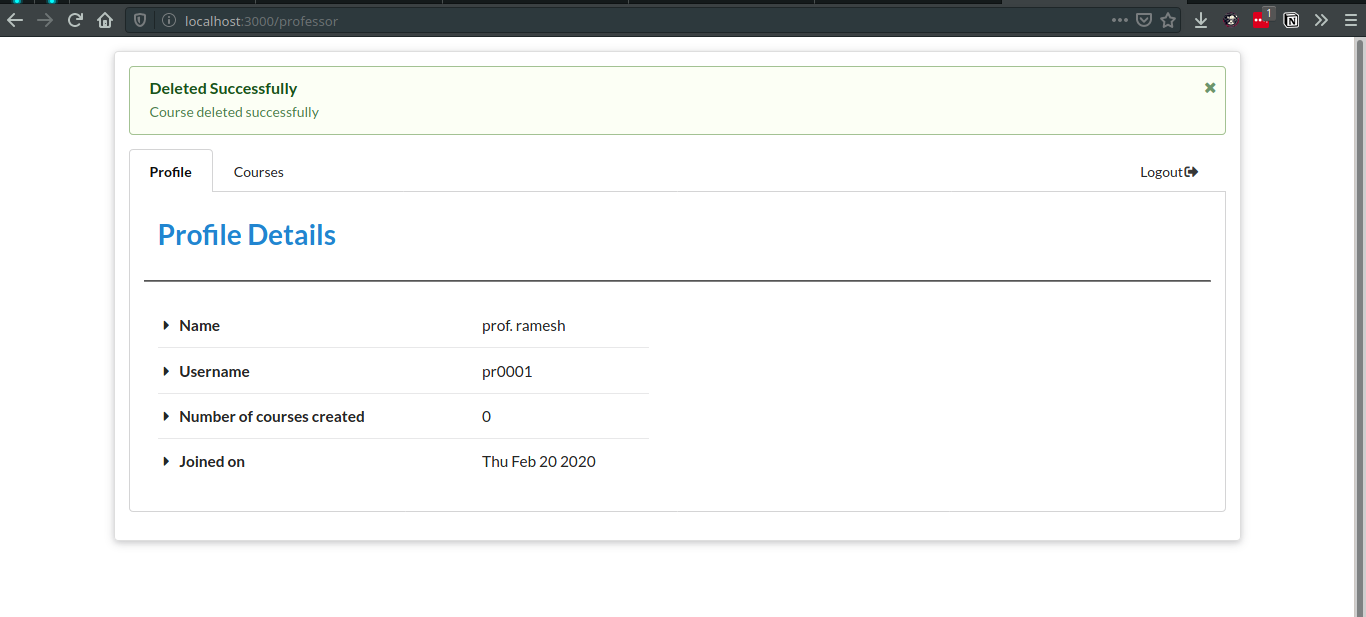 localhost:3000/professor
1
Deleted Successfully
Course deleted successfully
Profile
Courses
Logout
Profile Details
Name
prof. ramesh
Username
pr0001
Number of courses created
0
Joined on
Thu Feb 20 2020